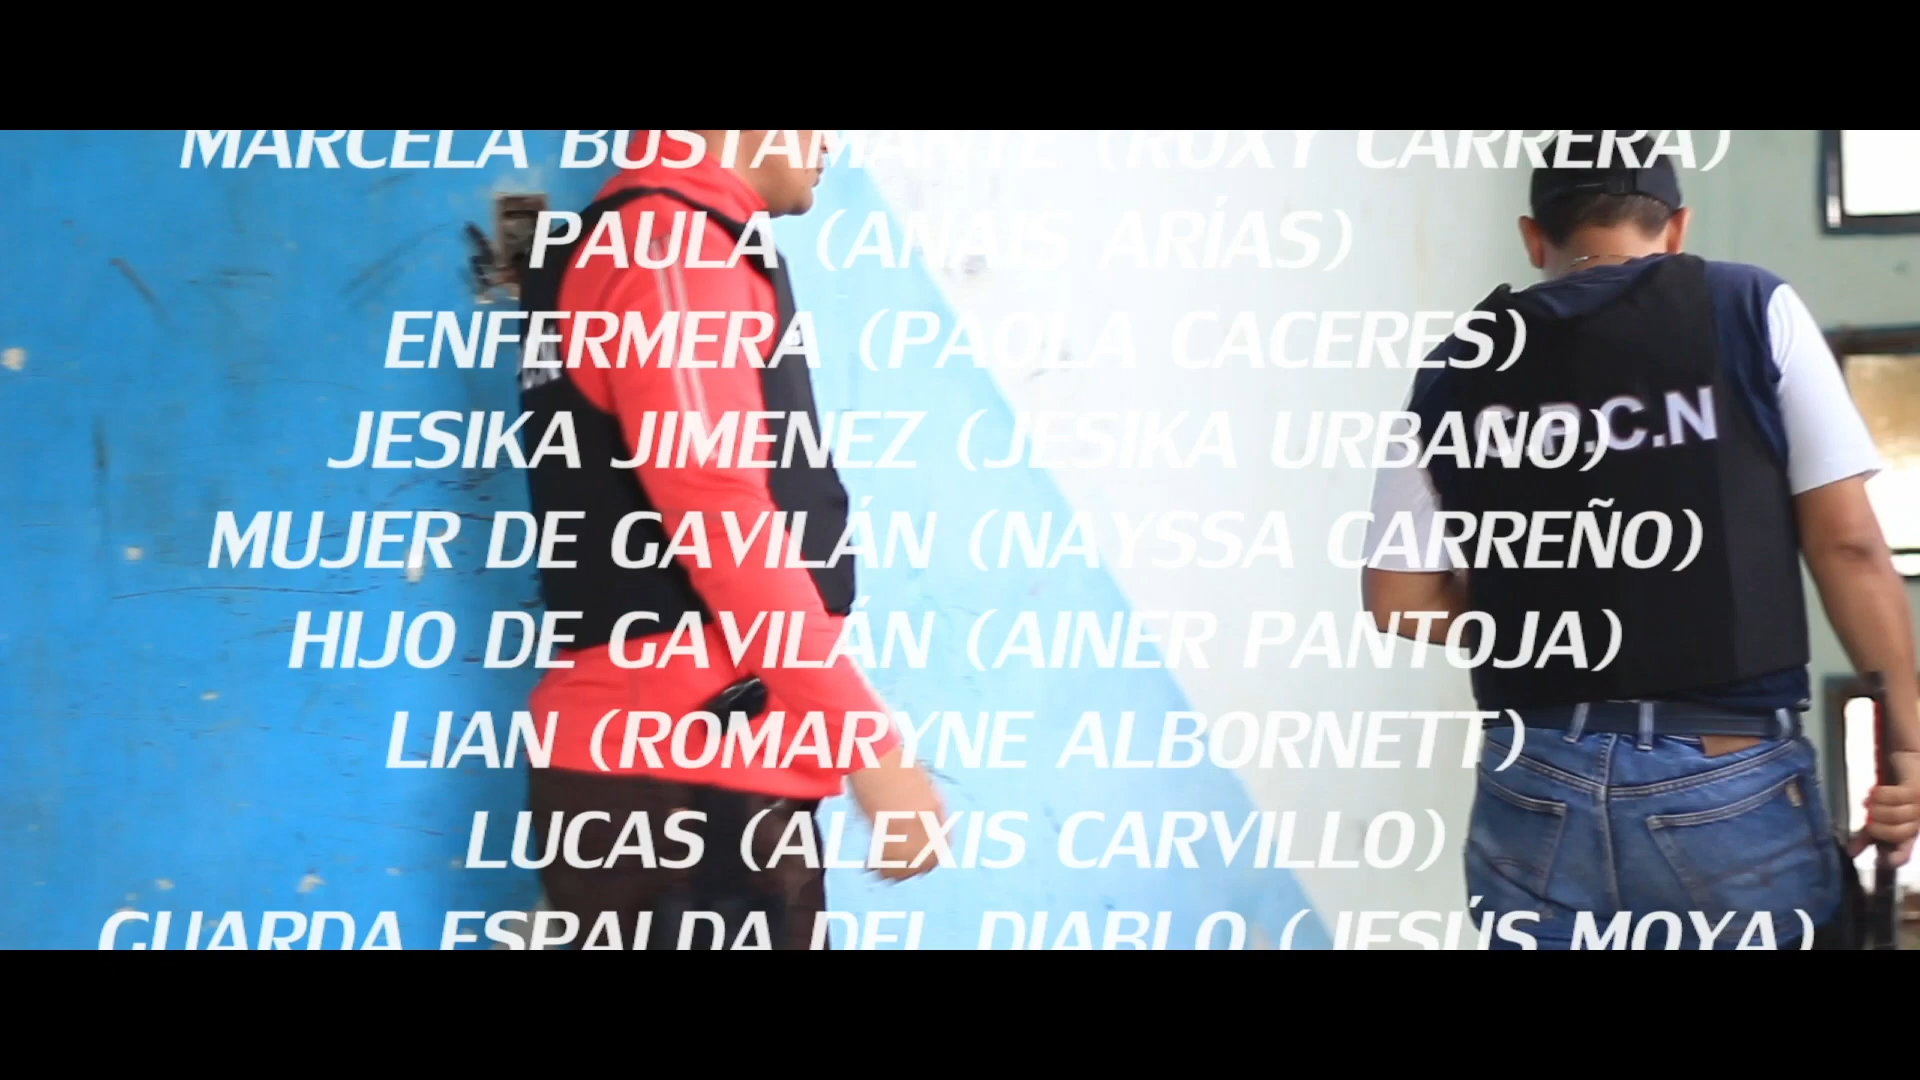 MARCELA BUSTAMANTE (ROXY CARRERA)
PAULA (ANAIS ARÍAS)
ENFERMERA (PAOLA CACERES)
JESIKA JIMENEZ (JESIKA URBANO)
MUJER DE GAVILÁN (NAYSSA CARREÑO)
HIJO DE GAVILÁN (AINER PANTOJA)
LIAN (ROMARYNE ALBORNETT)
LUCAS (ALEXIS CARVILLO)
GUARDA ESPALDA DEL DIABLO (JESÚS MOYA)